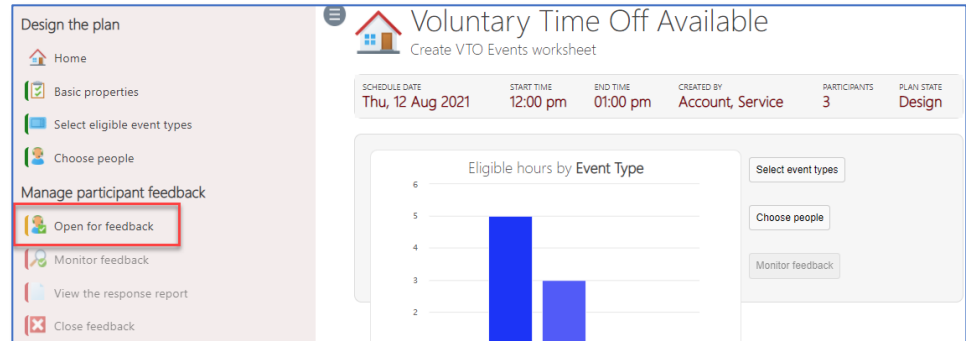 Design the plan
Home
Basic properties
Select eligible event types
Choose people
Manage participant feedback
Open for feedback
Monitor feedback
View the response report
Close feedback
Voluntary Time Off Available
Create VTO Events worksheet
SCHEDULE DATE START TIME END TIME CREATED BY PARTICIPANTS PLAN STATE
Thu, 12 Aug 2021 12:00 pm 01:00 pm Account, Service 3 Design
Eligible hours by Event Type
6
5
4
3
2
Select event types
Choose people
Monitor feedback